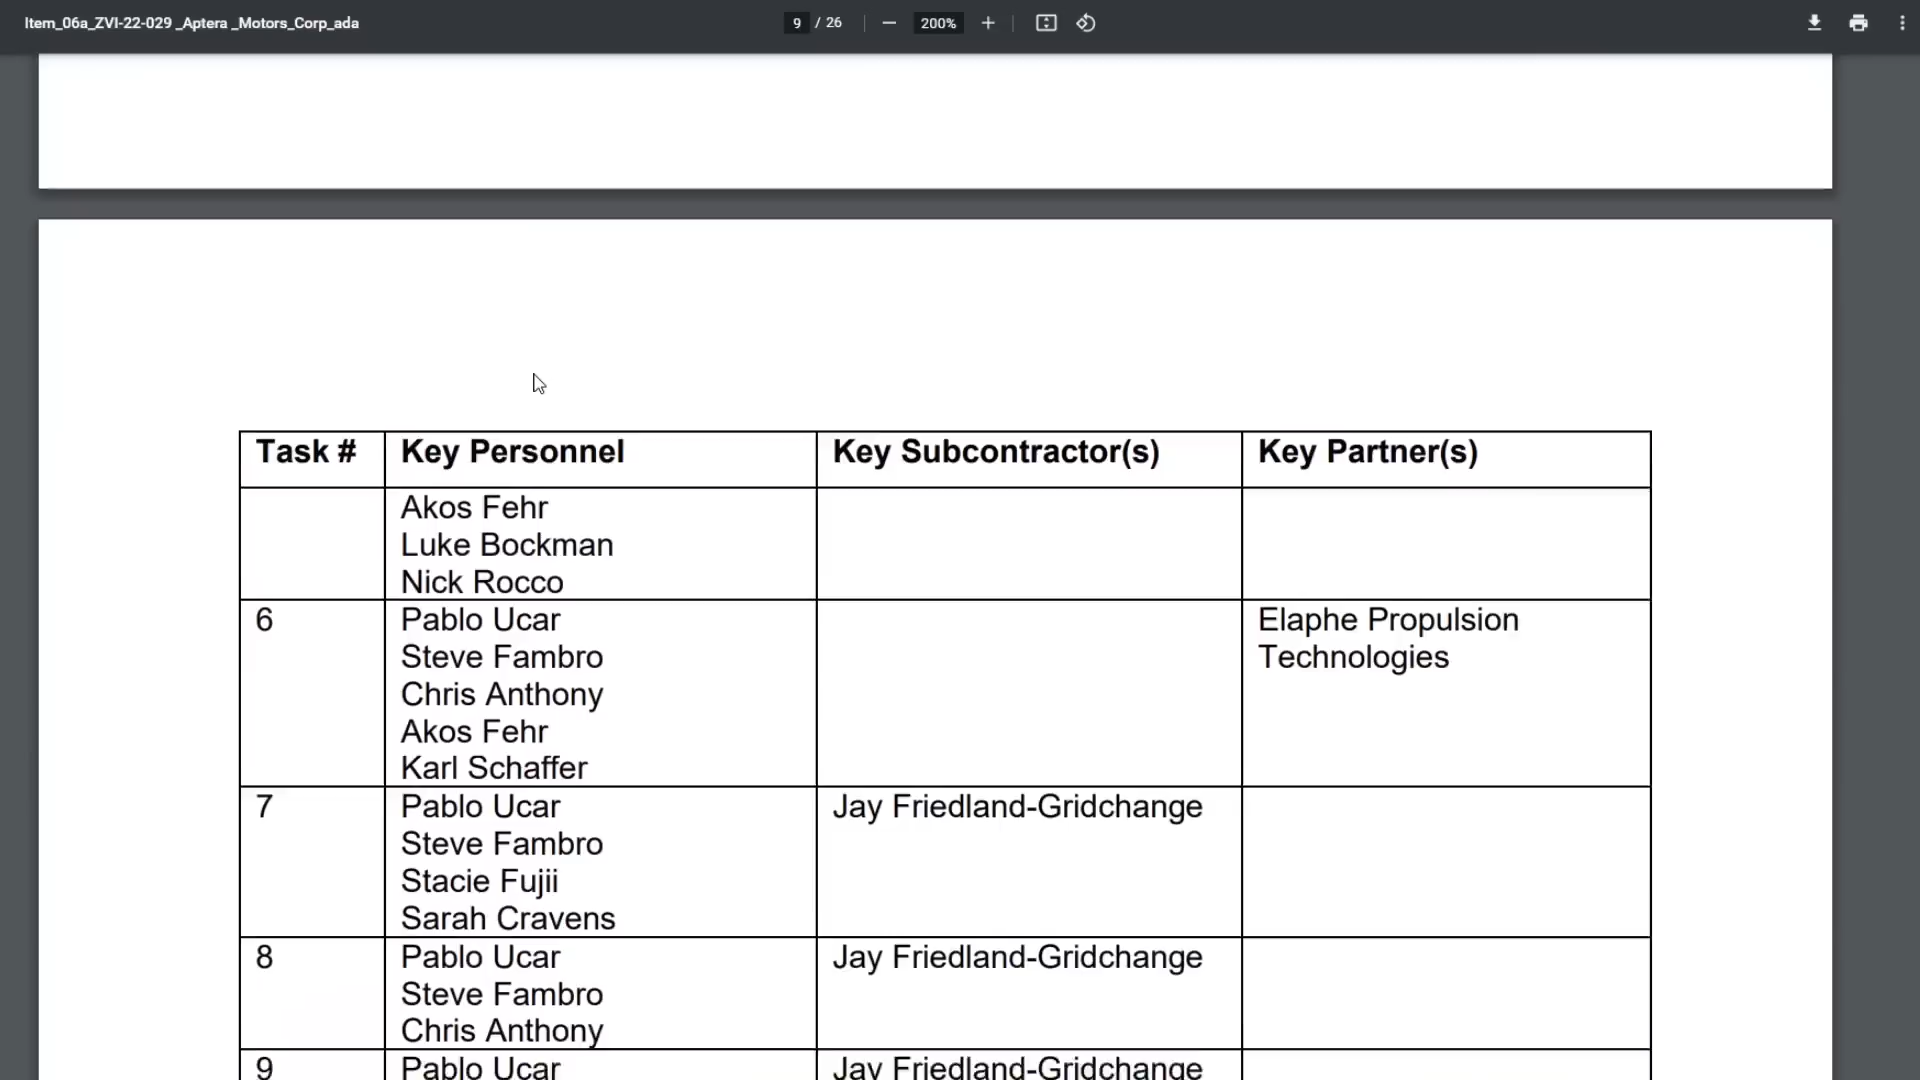 Item_06a_ZVI-22-029 _Aptera _Motors_Corp_ada
9 / 26
200%
Task # Key Personnel Key Subcontractor(s) Key Partner(s)
Akos Fehr
Luke Bockman
Nick Rocco
6 Pablo Ucar Elaphe Propulsion
Steve Fambro Technologies
Chris Anthony
Akos Fehr
Karl Schaffer
7 Pablo Ucar Jay Friedland-Gridchange
Steve Fambro
Stacie Fujii
Sarah Cravens
8 Pablo Ucar Jay Friedland-Gridchange
Steve Fambro
Chris Anthony
9 Pablo Ucar Jay Friedland-Gridchange